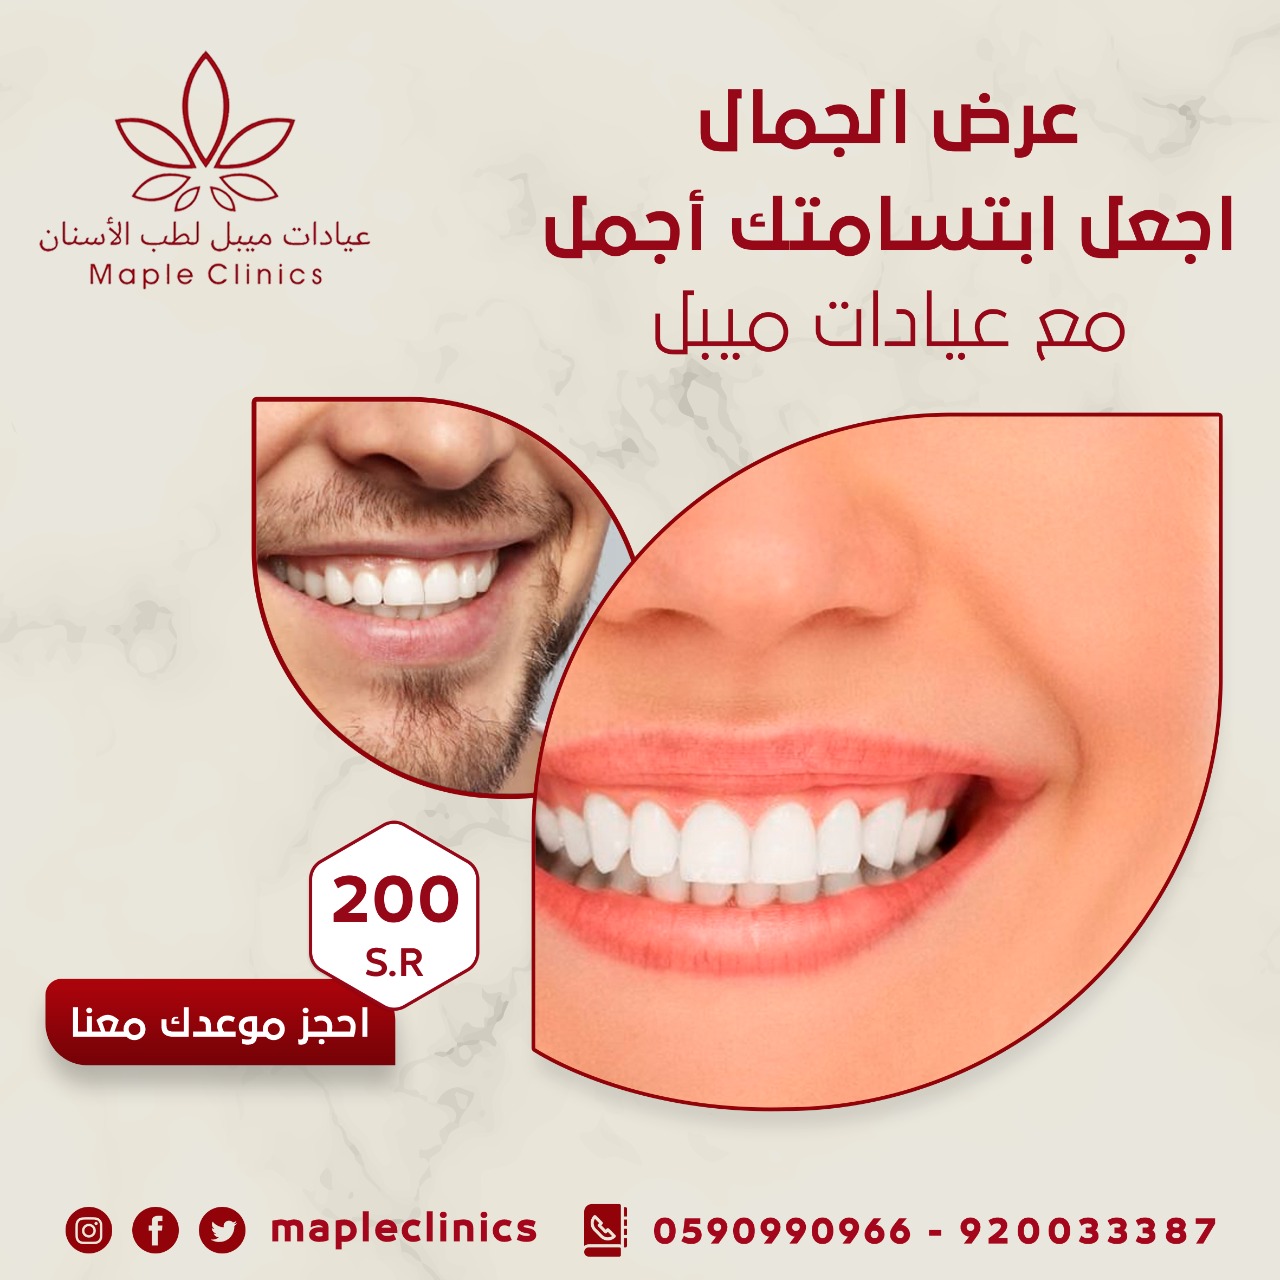 عيادات ميبل لطب الأسنان
Maple Clinics
عرض الجمال
اجعل ابتسامتك أجمل
مع عيادات ميبل
200
S.R
احجز موعدك معنا
mapleclinics
0590990966 - 920033387